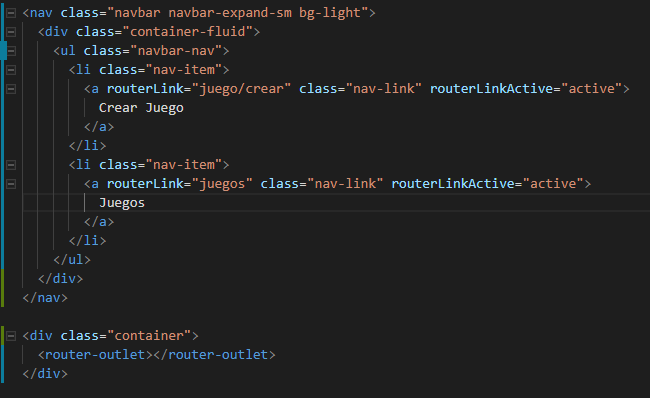 <nav class="navbar navbar-expand-sm bg-light">
<div class="container-fluid">
<ul class="navbar-nav">
<li class="nav-item">
<a routerLink="juego/crear" class="nav-link" routerLinkActive="active">
Crear Juego
</a>
</li>
<li class="nav-item">
<a routerLink="juegos" class="nav-link" routerLinkActive="active">
Juegos
</a>
</li>
</ul>
</div>
</nav>
<div class="container">
<router-outlet></router-outlet>
</div>